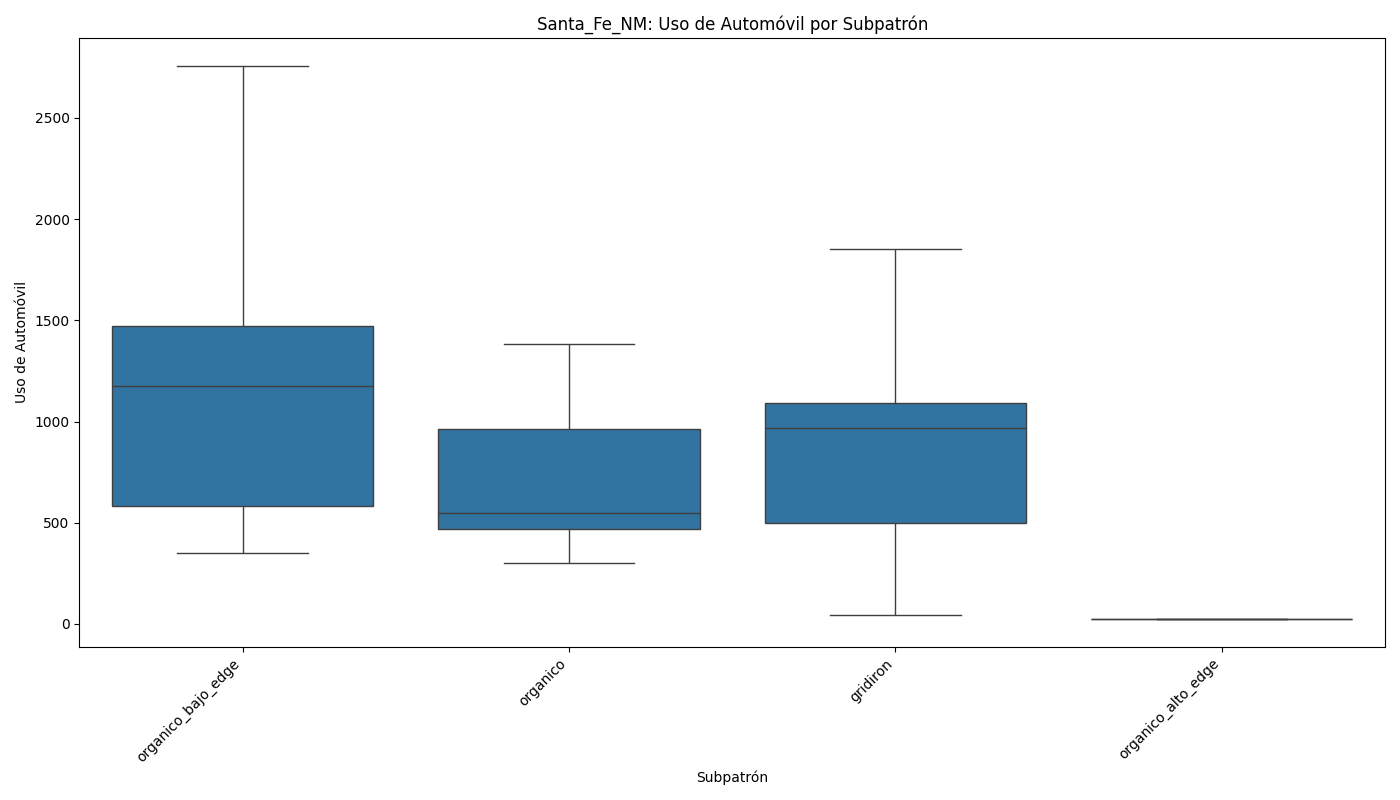 Santa_Fe_NM: Uso de Automóvil por Subpatrón
Uso de Automóvil
2500
2000
1500
1000
500
0
organico_bajo_edge
organico
gridiron
organico_alto_edge
Subpatrón